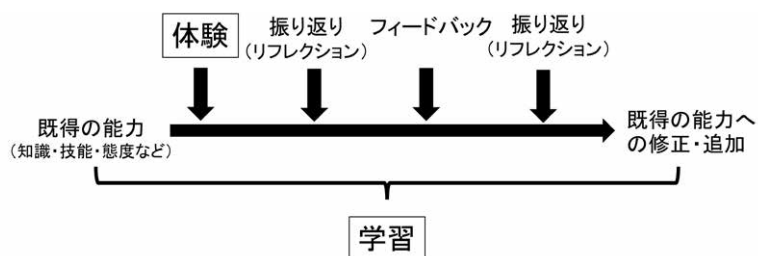 体験
振り返り
(リフレクション)
フィードバック
振り返り
(リフレクション)
既得の能力
(知識・技能・態度など)
既得の能力へ
の修正・追加
学習